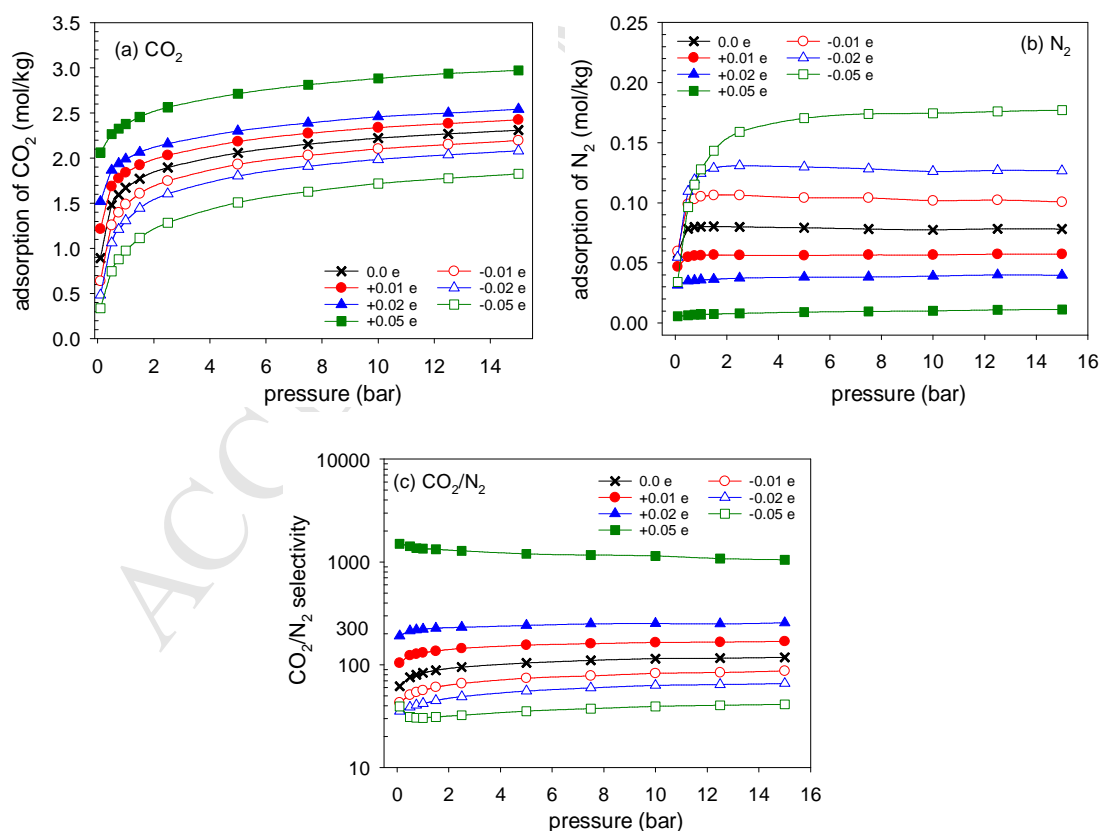 (a) CO₂
adsorption of CO₂ (mol/kg)
3.5
3.0
2.5
2.0
1.5
1.0
0.5
0.0
0.0 e -0.01 e
+0.01 e -0.02 e
+0.02 e -0.05 e
+0.05 e
0 2 4 6 8 10 12 14
pressure (bar)
(b) N₂
adsorption of N₂ (mol/kg)
0.25
0.20
0.15
0.10
0.05
0.00
0.0 e -0.01 e
+0.01 e -0.02 e
+0.02 e -0.05 e
+0.05 e
0 2 4 6 8 10 12 14 16
pressure (bar)
(c) CO₂/N₂
CO₂/N₂ selectivity
10000
1000
300
100
10
0.0 e -0.01 e
+0.01 e -0.02 e
+0.02 e -0.05 e
+0.05 e
0 2 4 6 8 10 12 14 16
pressure (bar)
ACC